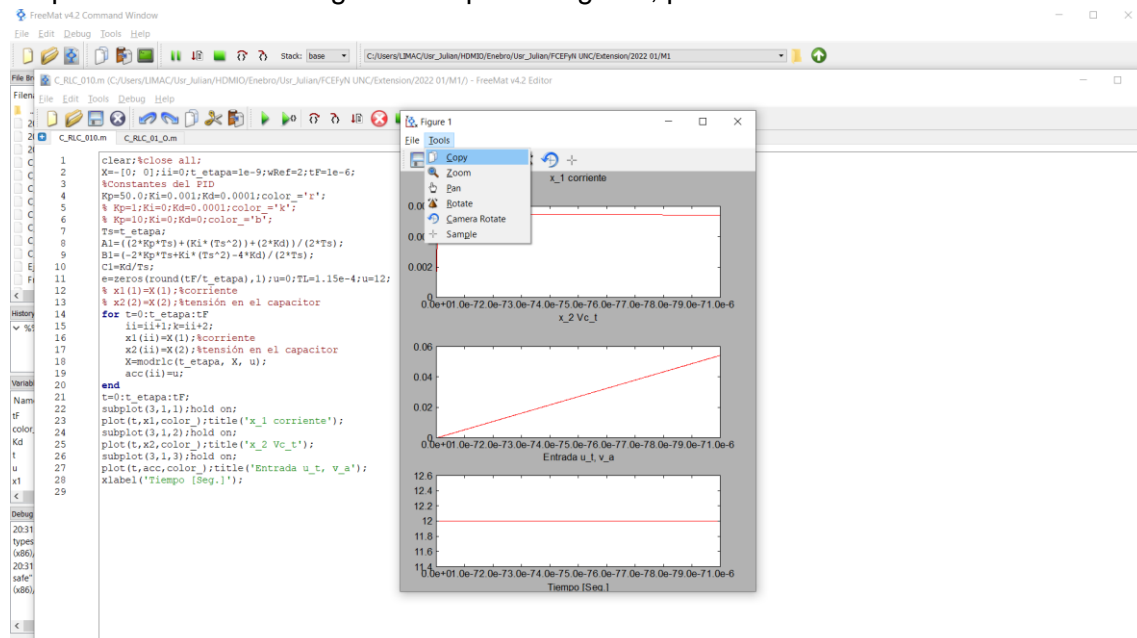 FreeMat v4.2 Command Window
File Edit Debug Tools Help
Stack: base C:/Users/LIMAC/Usr_Julian/HDMI0/Enebro/Usr_Julian/FCEFyN UNC/Extension/2022 01/M1
File Br
C_RLC_010.m (C:/Users/LIMAC/Usr_Julian/HDMI0/Enebro/Usr_Julian/FCEFyN UNC/Extension/2022 01/M1/) - FreeMat v4.2 Editor
Filen
File Edit Tools Debug Help
C_RLC_010.m C_RLC_01_O.m
1 clear;%close all;
2 X=-[0; 0];ii=0;t_etapa=1e-9;wRef=2;tF=1e-6;
3 %Constantes del PID
4 Kp=50.0;Ki=0.001;Kd=0.0001;color_='r';
5 % Kp=1;Ki=0;Kd=0.0001;color_='k';
6 % Kp=10;Ki=0;Kd=0;color_='b';
7 Ts=t_etapa;
8 A1=((2*Kp*Ts)+(Ki*(Ts^2))+(2*Kd))/(2*Ts);
9 B1=(-2*Kp*Ts+Ki*(Ts^2)-4*Kd)/(2*Ts);
10 C1=Kd/Ts;
11 e=zeros(round(tF/t_etapa),1);u=0;TL=1.15e-4;u=12;
12 % x1(1)=X(1);%corriente
13 % x2(2)=X(2);%tensión en el capacitor
14 for t=0:t_etapa:tF
15 ii=ii+1;k=ii+2;
16 x1(ii)=X(1);%corriente
17 x2(ii)=X(2);%tensión en el capacitor
18 X=modrlc(t_etapa, X, u);
19 acc(ii)=u;
20 end
21 t=0:t_etapa:tF;
22 subplot(3,1,1);hold on;
23 plot(t,x1,color_);title('x_1 corriente');
24 subplot(3,1,2);hold on;
25 plot(t,x2,color_);title('x_2 Vc_t');
26 subplot(3,1,3);hold on;
27 plot(t,acc,color_);title('Entrada u_t, v_a');
28 xlabel('Tiempo [Seg.]');
29
Histor
Variab
Nam
tF
color_
Kd
t
u
x1
Debug
20:31
types
(x86)/
20:31
safe"
(x86)/
Figure 1
File Tools
Copy
Zoom
Pan
Rotate
Camera Rotate
Sample
x_1 corriente
0.002
0
0.0e+01.0e-72.0e-73.0e-74.0e-75.0e-76.0e-77.0e-78.0e-79.0e-71.0e-6
x_2 Vc_t
0.06
0.04
0.02
0
0.0e+01.0e-72.0e-73.0e-74.0e-75.0e-76.0e-77.0e-78.0e-79.0e-71.0e-6
Entrada u_t, v_a
12.6
12.4
12.2
12
11.8
11.6
11.4
0.0e+01.0e-72.0e-73.0e-74.0e-75.0e-76.0e-77.0e-78.0e-79.0e-71.0e-6
Tiempo [Seg.]